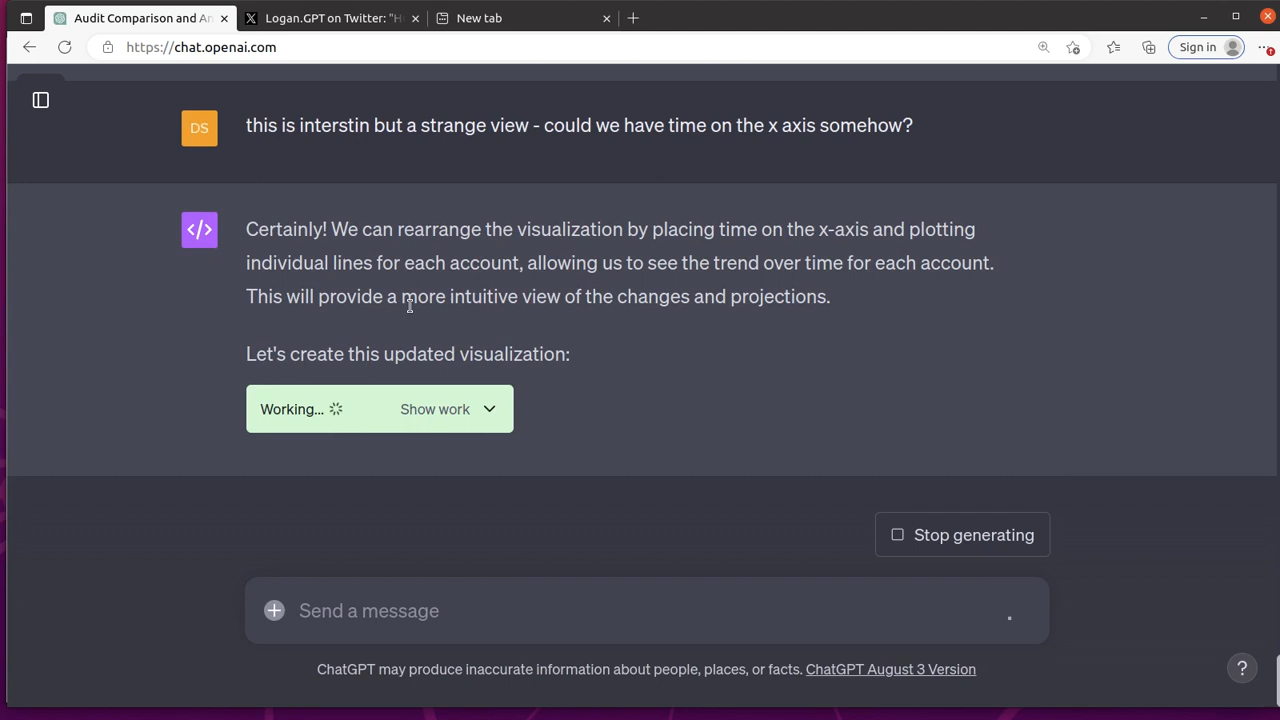 Audit Comparison and An
Logan.GPT on Twitter: "H
New tab
https://chat.openai.com
Sign in
DS
this is interstin but a strange view - could we have time on the x axis somehow?
</>
Certainly! We can rearrange the visualization by placing time on the x-axis and plotting
individual lines for each account, allowing us to see the trend over time for each account.
This will provide a more intuitive view of the changes and projections.
Let's create this updated visualization:
Working... Show work
Stop generating
Send a message
ChatGPT may produce inaccurate information about people, places, or facts. ChatGPT August 3 Version
?